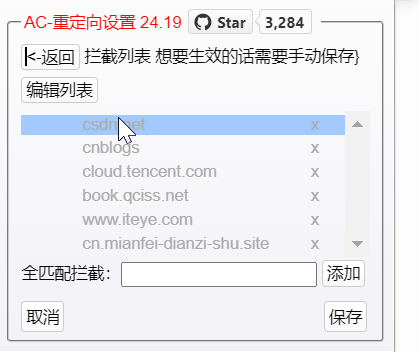 AC-重定向设置 24.19 Star 3,284
|<-返回 拦截列表 想要生效的话需要手动保存}
编辑列表
csdn.net x
cnblogs x
cloud.tencent.com x
book.qciss.net x
www.iteye.com x
cn.mianfei-dianzi-shu.site x
全匹配拦截： 添加
取消 保存